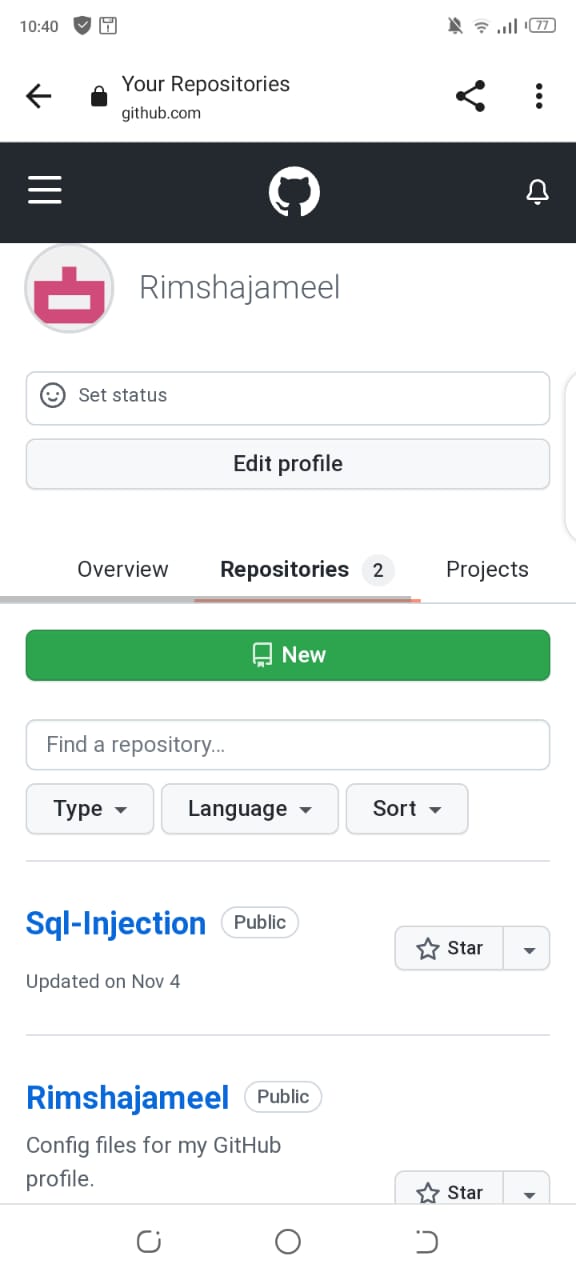 10:40
77
Your Repositories
github.com
Rimshajameel
Set status
Edit profile
Overview Repositories 2 Projects
New
Find a repository...
Type Language Sort
Sql-Injection Public
Star
Updated on Nov 4
Rimshajameel Public
Config files for my GitHub
profile.
Star